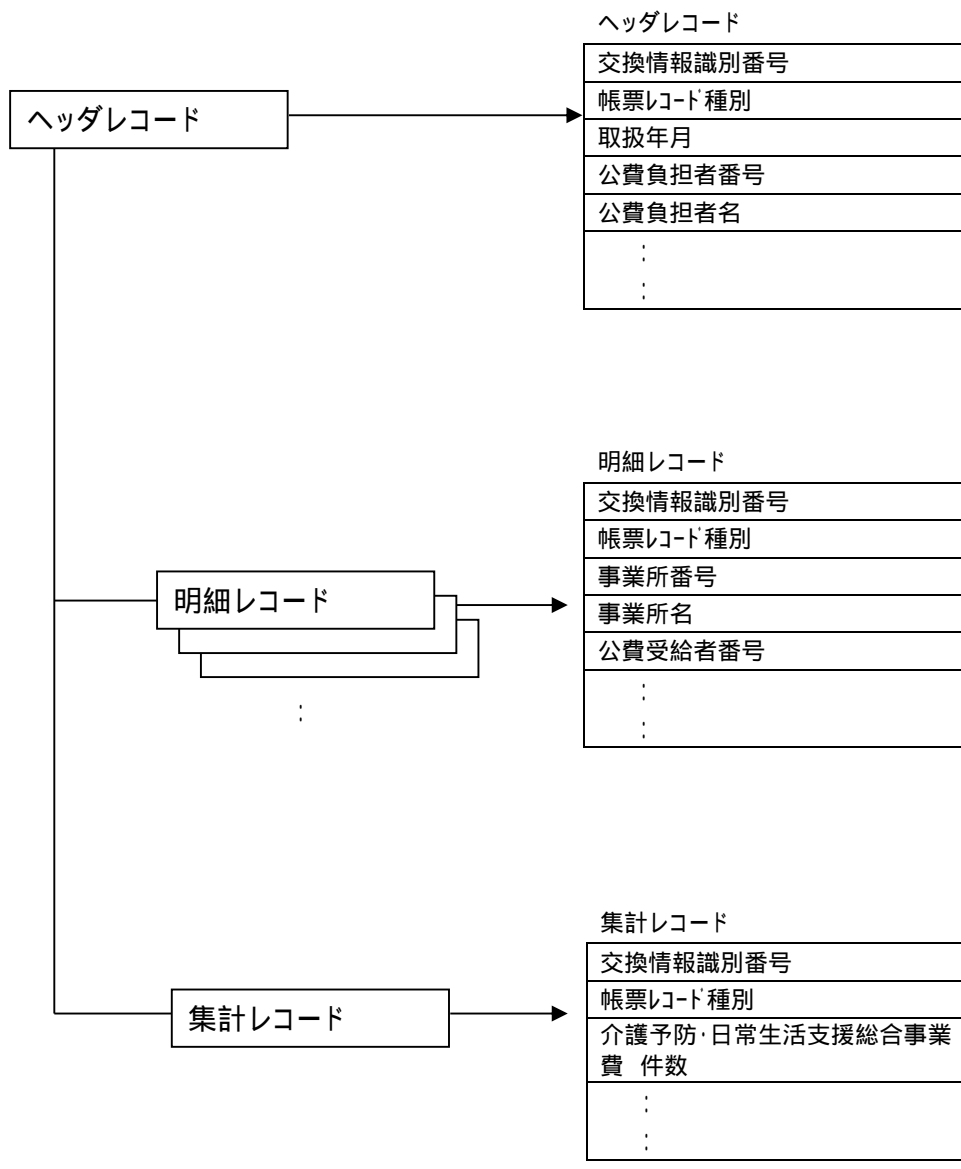 ヘッダレコード
ヘッダレコード
交換情報識別番号
帳票ﾚｺｰﾄﾞ種別
取扱年月
公費負担者番号
公費負担者名
:
:
明細レコード
明細レコード
:
交換情報識別番号
帳票ﾚｺｰﾄﾞ種別
事業所番号
事業所名
公費受給者番号
:
:
集計レコード
集計レコード
交換情報識別番号
帳票ﾚｺｰﾄﾞ種別
介護予防・日常生活支援総合事業
費 件数
:
: